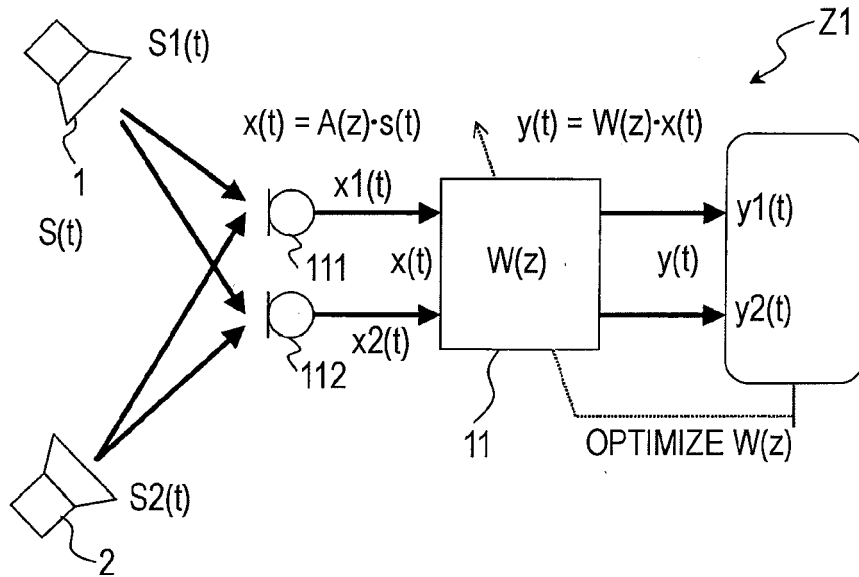 Z1
S1(t)
x(t) = A(z)·s(t)
y(t) = W(z)·x(t)
1
S(t)
x1(t)
111
x(t)
W(z)
y1(t)
y(t)
x2(t)
112
y2(t)
11
OPTIMIZE W(z)
S2(t)
2